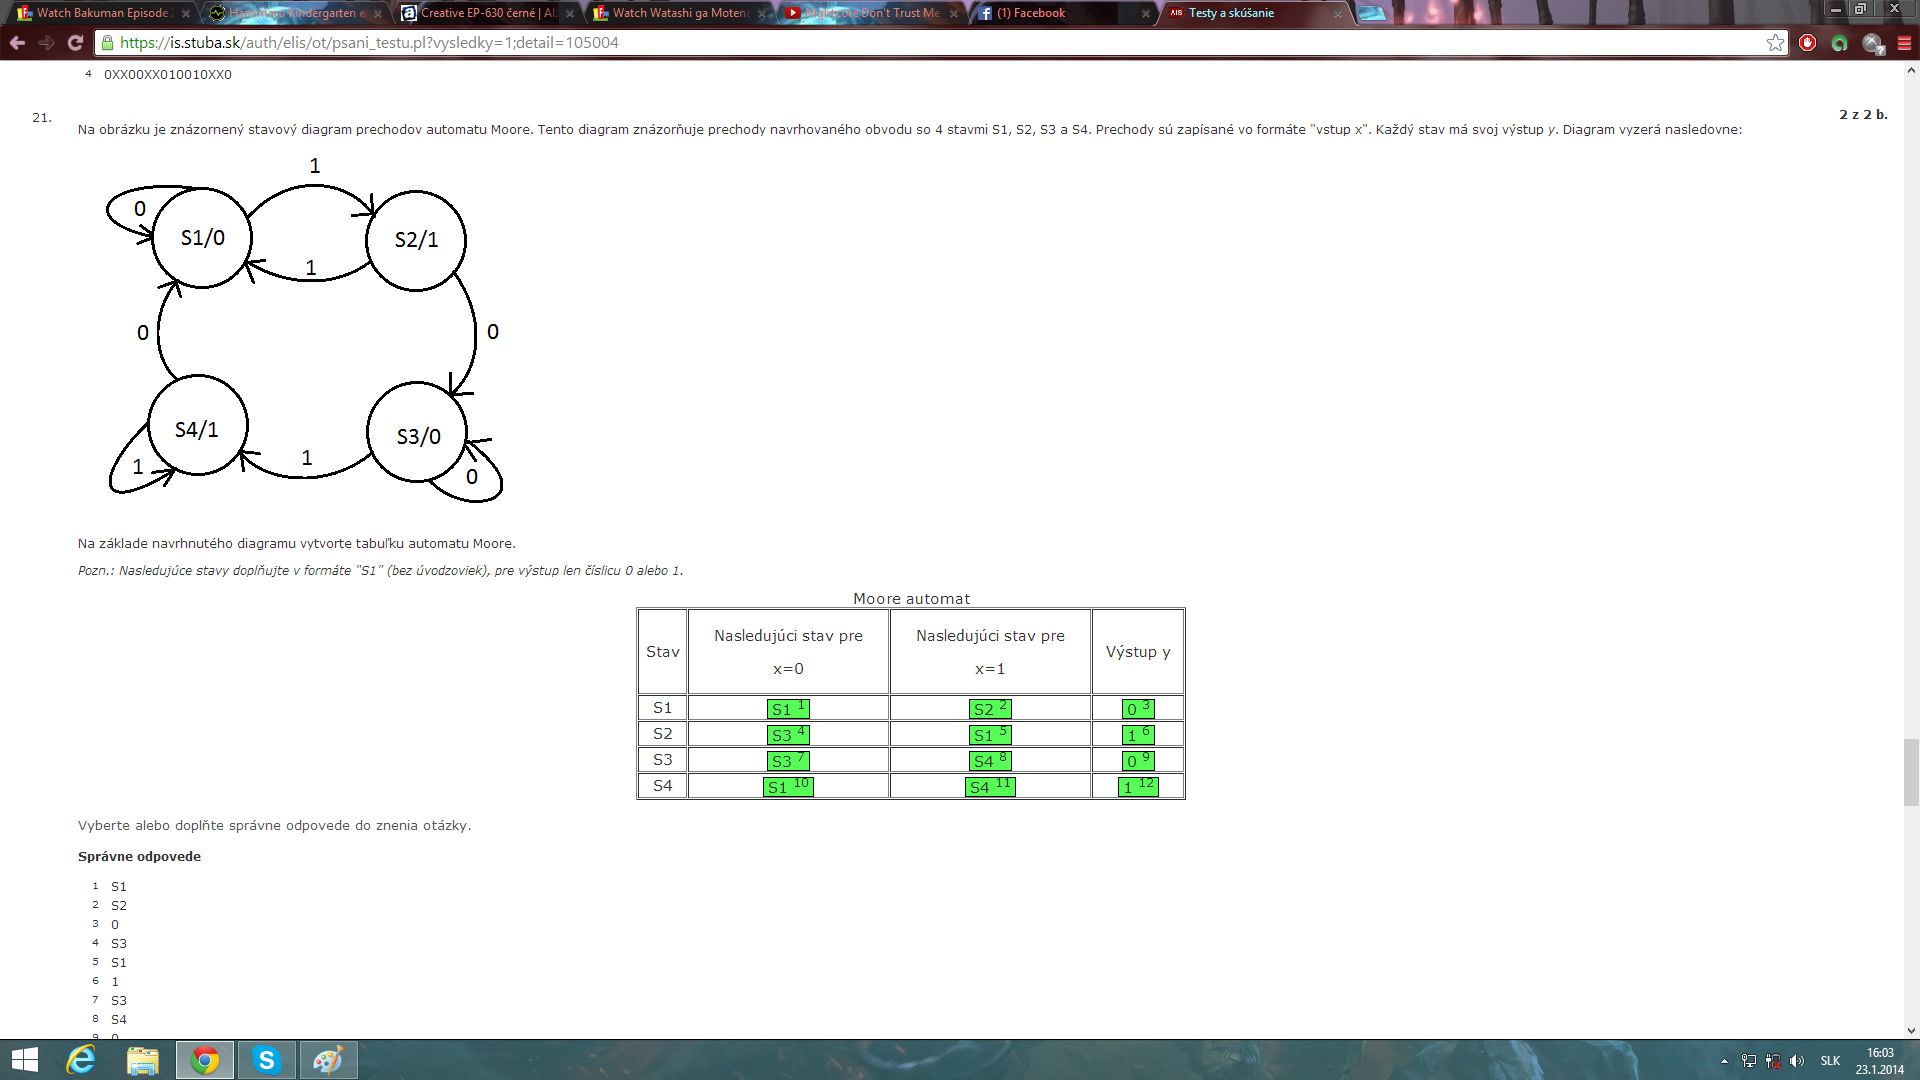 Watch Bakuman Episode
Hanamaru Kindergarten e
Creative EP-630 černé | Al
Watch Watashi ga Motena
Nightcore Don't Trust Me
(1) Facebook
AIS Testy a skúšanie
https://is.stuba.sk/auth/elis/ot/psani_testu.pl?vysledky=1;detail=105004
4 0XX00XX010010XX0
21.
2 z 2 b.
Na obrázku je znázornený stavový diagram prechodov automatu Moore. Tento diagram znázorňuje prechody navrhovaného obvodu so 4 stavmi S1, S2, S3 a S4. Prechody sú zapísané vo formáte "vstup x". Každý stav má svoj výstup y. Diagram vyzerá nasledovne:
1
0
S1/0
S2/1
1
0
0
S4/1
S3/0
1
1
0
Na základe navrhnutého diagramu vytvorte tabuľku automatu Moore.
Pozn.: Nasledujúce stavy doplňujte v formáte "S1" (bez úvodzoviek), pre výstup len číslicu 0 alebo 1.
Moore automat
Stav
Nasledujúci stav pre
x=0
Nasledujúci stav pre
x=1
Výstup y
S1 S1 1 S2 2 0 3
S2 S3 4 S1 5 1 6
S3 S3 7 S4 8 0 9
S4 S1 10 S4 11 1 12
Vyberte alebo doplňte správne odpovede do znenia otázky.
Správne odpovede
1 S1
2 S2
3 0
4 S3
5 S1
6 1
7 S3
8 S4
9 0
SLK
16:03
23.1.2014